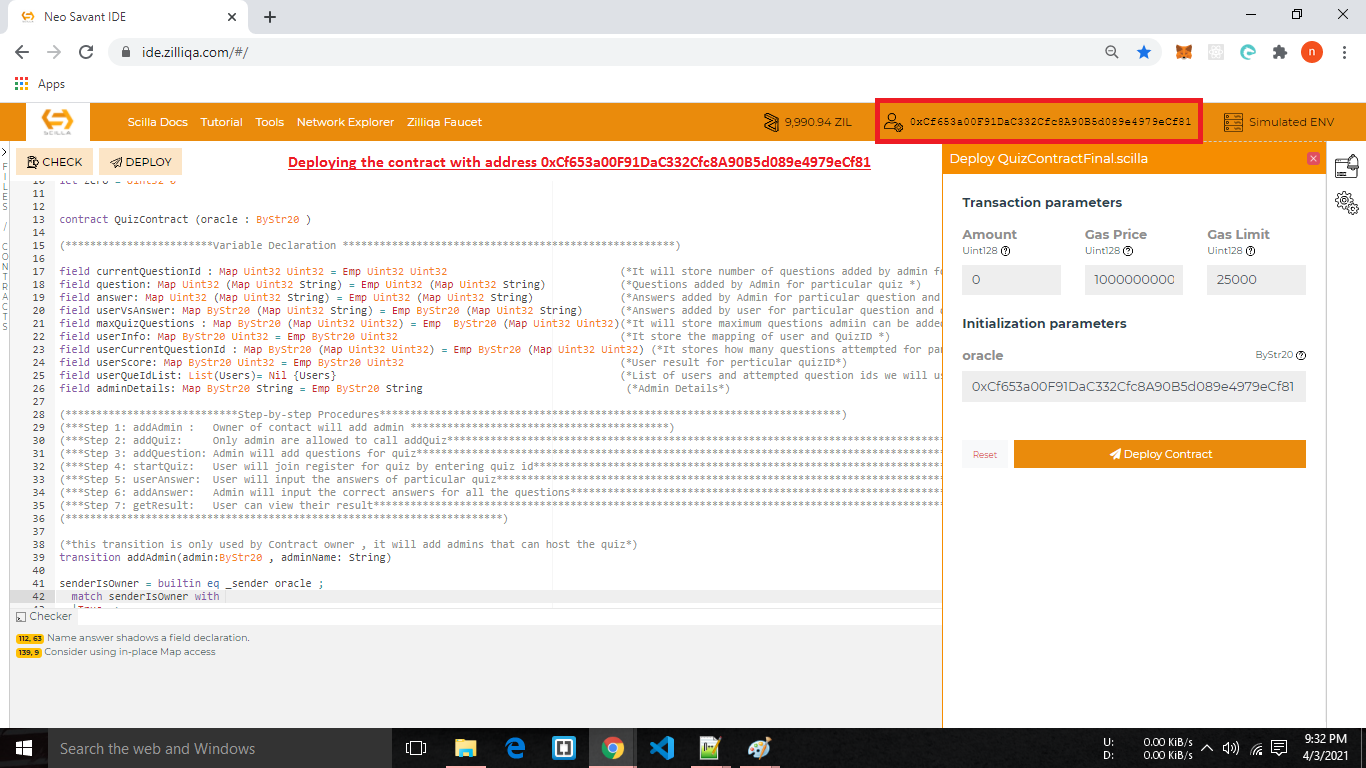 Neo Savant IDE
ide.zilliqa.com/#/
n
Apps
SCILLA
Scilla Docs Tutorial Tools Network Explorer Zilliqa Faucet
9,990.94 ZIL
0xCf653a00F91DaC332Cfc8A90B5d089e4979eCf81
Simulated ENV
FILES / CONTRACTS
CHECK
DEPLOY
Deploying the contract with address 0xCf653a00F91DaC332Cfc8A90B5d089e4979eCf81
10 let zero = Uint32 0
11
12
13 contract QuizContract (oracle : ByStr20 )
14
15 (************************Variable Declaration ******************************************************)
16
17 field currentQuestionId : Map Uint32 Uint32 = Emp Uint32 Uint32 (*It will store number of questions added by admin fo
18 field question: Map Uint32 (Map Uint32 String) = Emp Uint32 (Map Uint32 String) (*Questions added by Admin for particular quiz *)
19 field answer: Map Uint32 (Map Uint32 String) = Emp Uint32 (Map Uint32 String) (*Answers added by Admin for particular question and
20 field userVsAnswer: Map ByStr20 (Map Uint32 String) = Emp ByStr20 (Map Uint32 String) (*Answers added by user for particular question and q
21 field maxQuizQuestions : Map ByStr20 (Map Uint32 Uint32) = Emp  ByStr20 (Map Uint32 Uint32)(*It will store maximum questions admiin can be added
22 field userInfo: Map ByStr20 Uint32 = Emp ByStr20 Uint32 (*It store the mapping of user and QuizID *)
23 field userCurrentQuestionId : Map ByStr20 (Map Uint32 Uint32) = Emp ByStr20 (Map Uint32 Uint32) (*It stores how many questions attempted for par
24 field userScore: Map ByStr20 Uint32 = Emp ByStr20 Uint32 (*User result for perticular quizID*)
25 field userQueIdList: List(Users)= Nil {Users} (*List of users and attempted question ids we will us
26 field adminDetails: Map ByStr20 String = Emp ByStr20 String (*Admin Details*)
27
28 (****************************Step-by-step Procedures***************************************************************************)
29 (***Step 1: addAdmin :   Owner of contact will add admin ******************************************)
30 (***Step 2: addQuiz:     Only admin are allowed to call addQuiz*********************************************************************************
31 (***Step 3: addQuestion: Admin will add questions for quiz**************************************************************************************
32 (***Step 4: startQuiz:   User will join register for quiz by entering quiz id*******************************************************************
33 (***Step 5: userAnswer:  User will input the answers of particular quiz*************************************************************************
34 (***Step 6: addAnswer:   Admin will input the correct answers for all the questions*************************************************************
35 (***Step 7: getResult:   User can view their result*********************************************************************************************
36 (***********************************************************************)
37
38 (*this transition is only used by Contract owner , it will add admins that can host the quiz*)
39 transition addAdmin(admin:ByStr20 , adminName: String)
40
41 senderIsOwner = builtin eq _sender oracle ;
42 match senderIsOwner with
Checker
112, 63 Name answer shadows a field declaration.
139, 9 Consider using in-place Map access
Deploy QuizContractFinal.scilla
Transaction parameters
Amount Gas Price Gas Limit
Uint128 Uint128 Uint128
0 1000000000 25000
Initialization parameters
oracle ByStr20
0xCf653a00F91DaC332Cfc8A90B5d089e4979eCf81
Reset Deploy Contract
Search the web and Windows
U: 0.00 KiB/s
D: 0.00 KiB/s
9:32 PM
4/3/2021